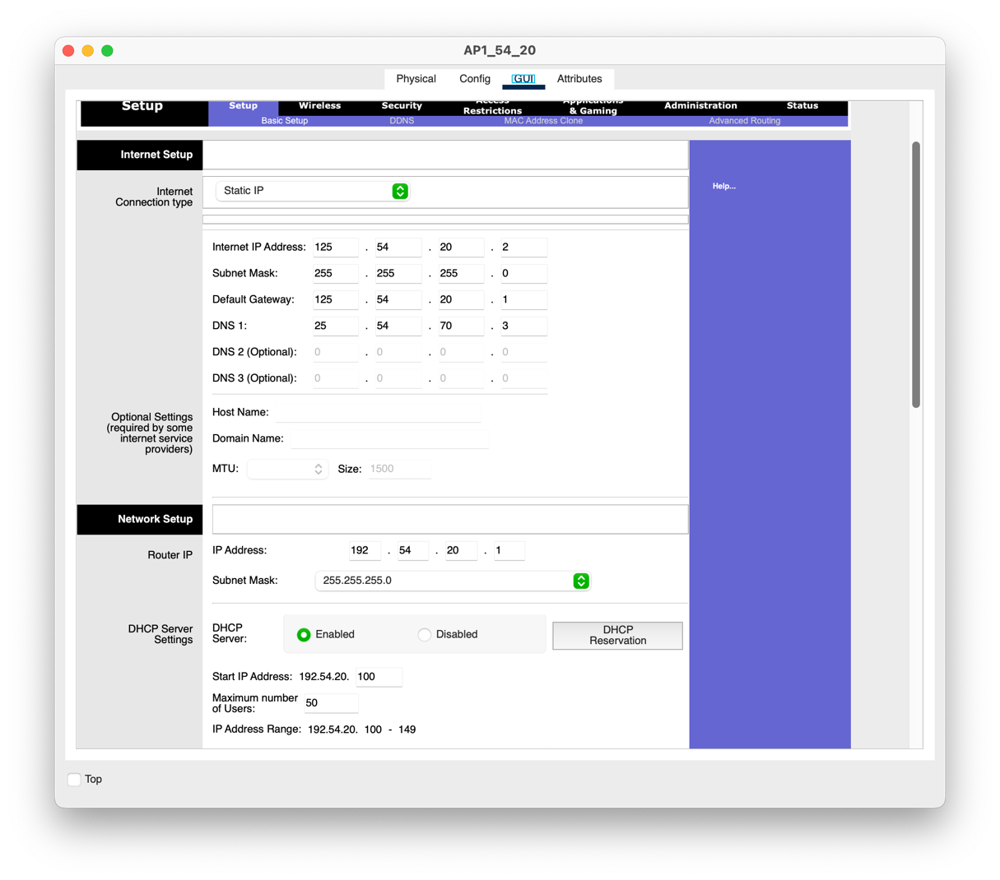 AP1_54_20
Physical Config GUI Attributes
Setup Setup Wireless Security Access Restrictions Applications & Gaming Administration Status
Basic Setup DDNS MAC Address Clone Advanced Routing
Internet Setup
Help...
Internet Connection type Static IP
Internet IP Address: 125 . 54 . 20 . 2
Subnet Mask: 255 . 255 . 255 . 0
Default Gateway: 125 . 54 . 20 . 1
DNS 1: 25 . 54 . 70 . 3
DNS 2 (Optional): 0 . 0 . 0 . 0
DNS 3 (Optional): 0 . 0 . 0 . 0
Optional Settings
(required by some
internet service
providers)
Host Name:
Domain Name:
MTU: Size: 1500
Network Setup
Router IP
IP Address: 192 . 54 . 20 . 1
Subnet Mask: 255.255.255.0
DHCP Server
Settings
DHCP
Server: Enabled Disabled
DHCP
Reservation
Start IP Address: 192.54.20. 100
Maximum number
of Users: 50
IP Address Range: 192.54.20. 100 - 149
Top